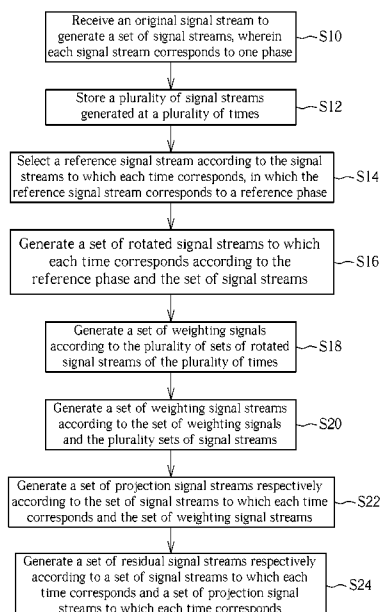 Receive an original signal stream to
generate a set of signal streams, wherein
each signal stream corresponds to one phase
S10
Store a plurality of signal streams
generated at a plurality of times
S12
Select a reference signal stream according to the signal
streams to which each time corresponds, in which the
reference signal stream corresponds to a reference phase
S14
Generate a set of rotated signal streams to which
each time corresponds according to the
reference phase and the set of signal streams
S16
Generate a set of weighting signals
according to the plurality of sets of rotated
signal streams of the plurality of times
S18
Generate a set of weighting signal streams
according to the set of weighting signals
and the plurality sets of signal streams
S20
Generate a set of projection signal streams respectively
according to the set of signal streams to which each time
corresponds and the set of weighting signal streams
S22
Generate a set of residual signal streams respectively
according to a set of signal streams to which each
time corresponds and a set of projection signal
streams to which each time corresponds
S24